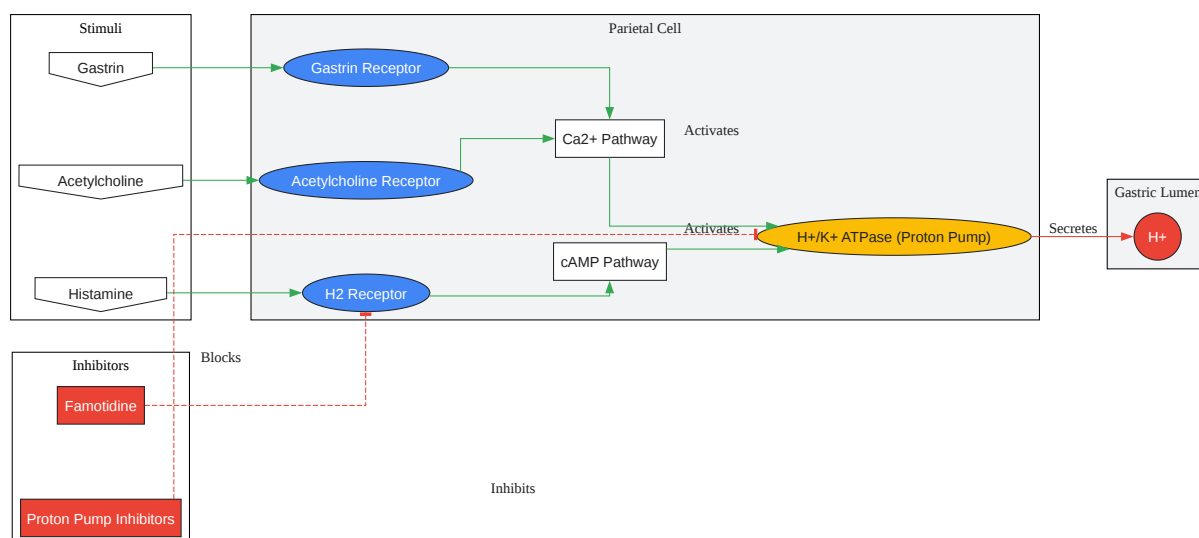 Stimuli
Parietal Cell
Gastrin
Gastrin Receptor
Ca2+ Pathway
Activates
Acetylcholine
Acetylcholine Receptor
Gastric Lumen
Activates
H+/K+ ATPase (Proton Pump)
Secretes
H+
cAMP Pathway
Histamine
H2 Receptor
Blocks
Inhibitors
Famotidine
Inhibits
Proton Pump Inhibitors